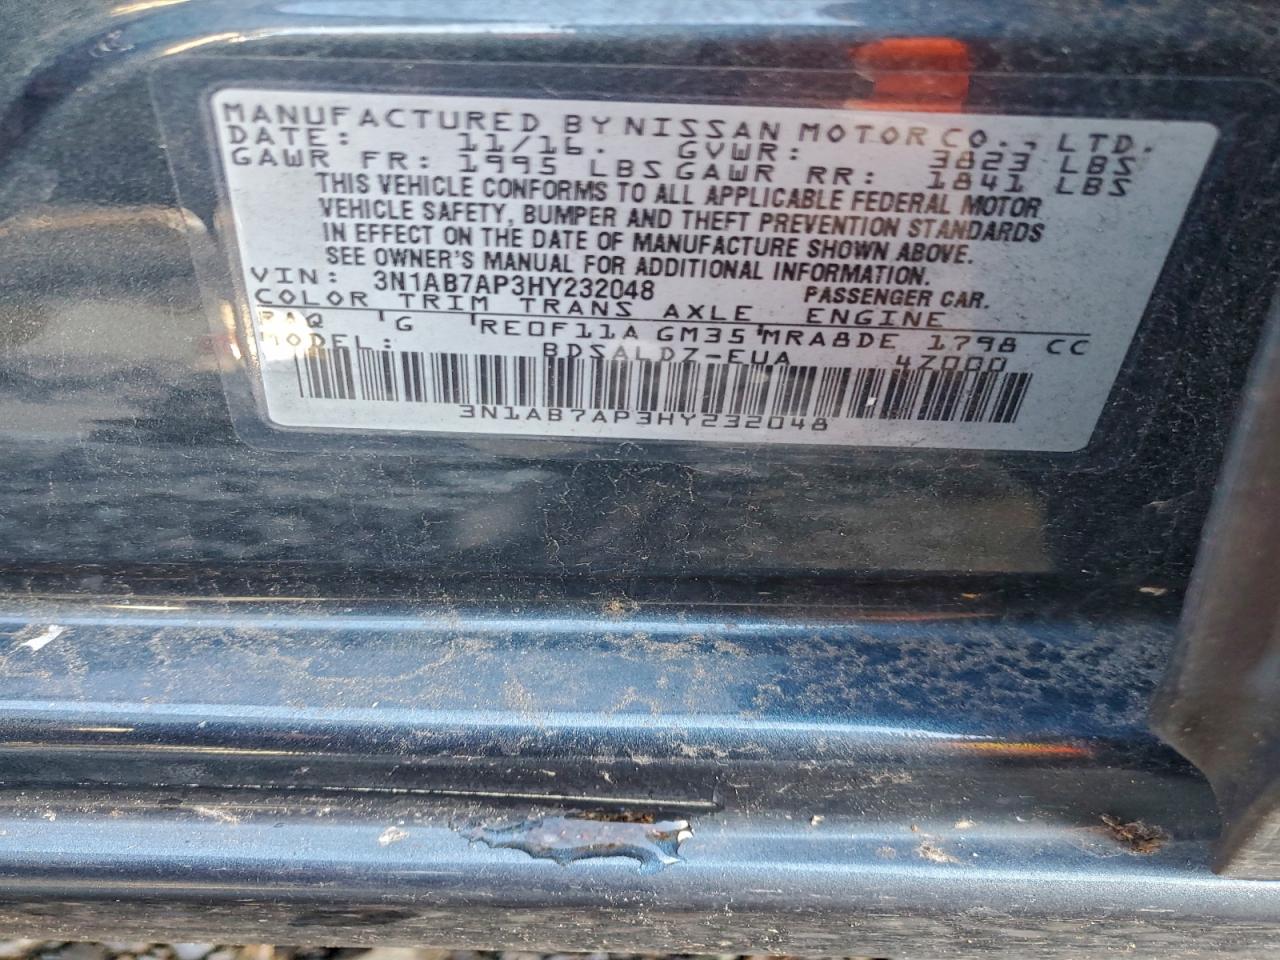 MANUFACTURED BY NISSAN MOTOR CO., LTD.
DATE: 11/16. GVWR: 3823 LBS
GAWR FR: 1995 LBS GAWR RR: 1841 LBS
THIS VEHICLE CONFORMS TO ALL APPLICABLE FEDERAL MOTOR
VEHICLE SAFETY, BUMPER AND THEFT PREVENTION STANDARDS
IN EFFECT ON THE DATE OF MANUFACTURE SHOWN ABOVE.
SEE OWNER'S MANUAL FOR ADDITIONAL INFORMATION.
VIN: 3N1AB7AP3HY232048 PASSENGER CAR.
COLOR TRIM TRANS AXLE ENGINE
RAQ G RE0F11A GM35 MRA8DE 1798 CC
MODEL: BDSALDZ-EUA 4Z000
3N1AB7AP3HY232048